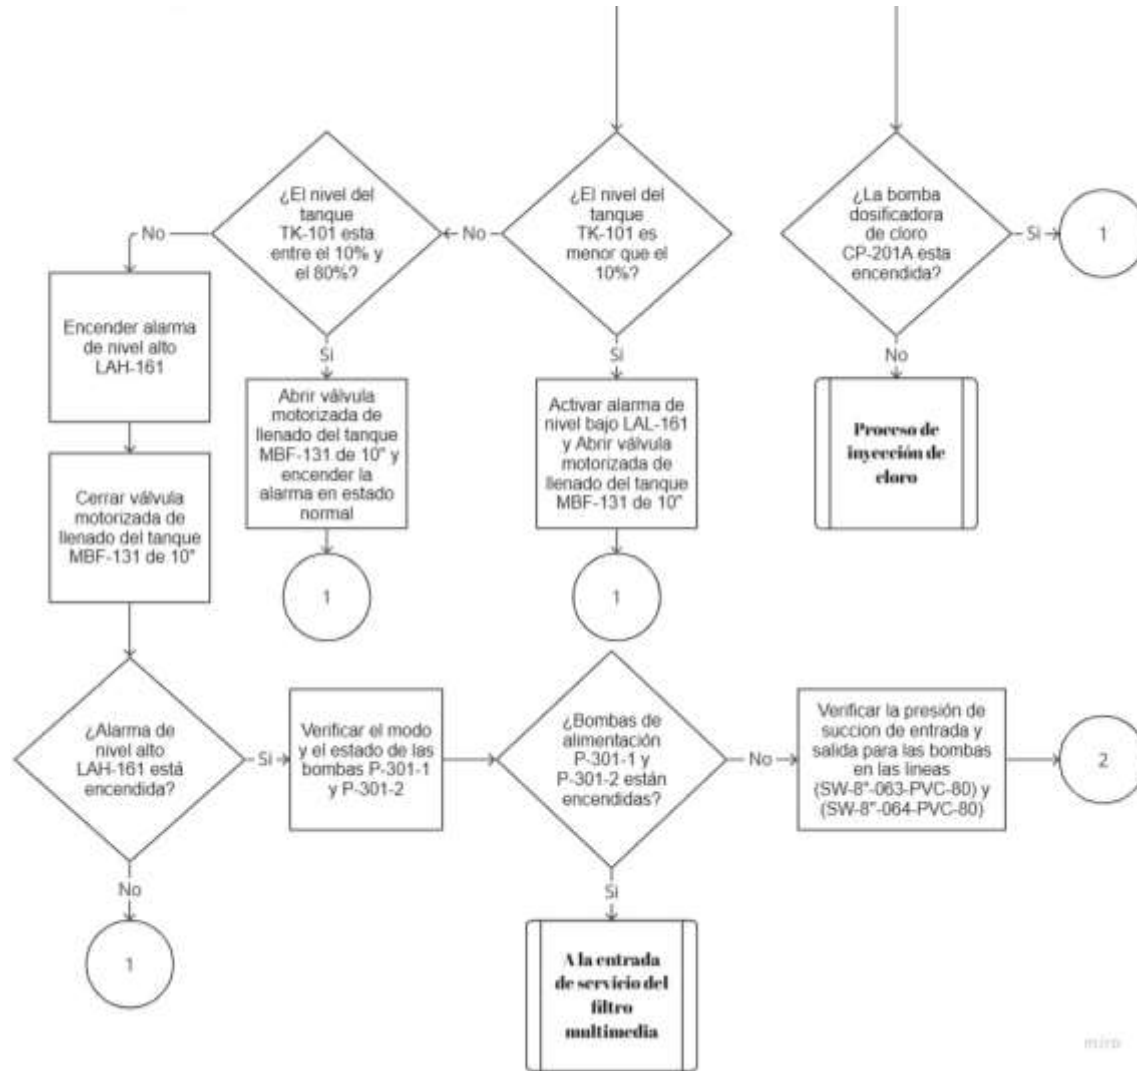 ¿El nivel del
tanque
TK-101 esta
entre el 10% y
el 80%?
No
¿El nivel del
tanque
TK-101 es
menor que el
10%?
No
¿La bomba
dosificadora
de cloro
CP-201A esta
encendida?
Si
1
Encender alarma
de nivel alto
LAH-161
Si
Abrir válvula
motorizada de
llenado del tanque
MBF-131 de 10" y
encender la
alarma en estado
normal
Si
Activar alarma de
nivel bajo LAL-161
y Abrir válvula
motorizada de
llenado del tanque
MBF-131 de 10"
No
Proceso de
inyección de
cloro
Cerrar válvula
motorizada de
llenado del tanque
MBF-131 de 10"
1
1
¿Alarma de
nivel alto
LAH-161 está
encendida?
Si
Verificar el modo
y el estado de las
bombas P-301-1
y P-301-2
¿Bombas de
alimentación
P-301-1 y
P-301-2 están
encendidas?
No
Verificar la presión de
succion de entrada y
salida para las bombas
en las lineas
(SW-8"-063-PVC-80) y
(SW-8"-064-PVC-80)
2
No
1
Si
A la entrada
de servicio del
filtro
multimedia
miro